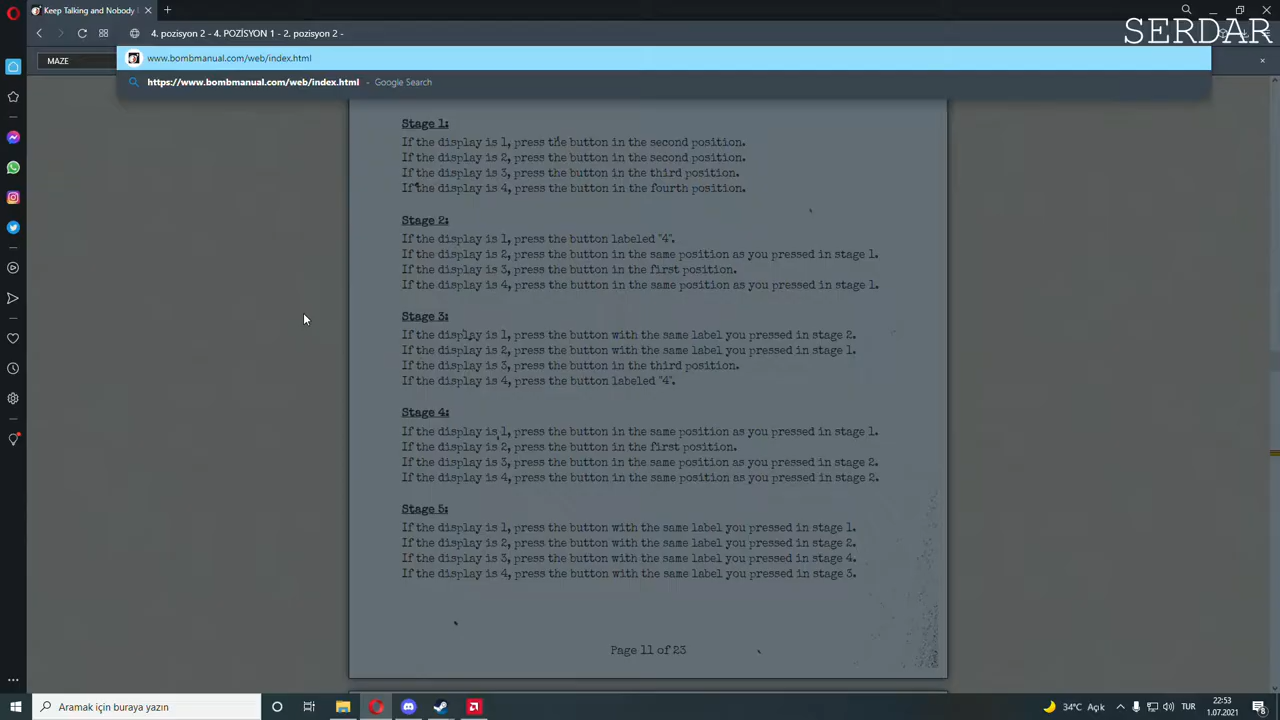 Keep Talking and Nobody
SERDAR
4. pozisyon 2 - 4. POZİSYON 1 - 2. pozisyon 2 -
MAZE
www.bombmanual.com/web/index.html
https://www.bombmanual.com/web/index.html - Google Search
Stage 1:
If the display is 1, press the button in the second position.
If the display is 2, press the button in the second position.
If the display is 3, press the button in the third position.
If the display is 4, press the button in the fourth position.
Stage 2:
If the display is 1, press the button labeled "4".
If the display is 2, press the button in the same position as you pressed in stage 1.
If the display is 3, press the button in the first position.
If the display is 4, press the button in the same position as you pressed in stage 1.
Stage 3:
If the display is 1, press the button with the same label you pressed in stage 2.
If the display is 2, press the button with the same label you pressed in stage 1.
If the display is 3, press the button in the third position.
If the display is 4, press the button labeled "4".
Stage 4:
If the display is 1, press the button in the same position as you pressed in stage 1.
If the display is 2, press the button in the first position.
If the display is 3, press the button in the same position as you pressed in stage 2.
If the display is 4, press the button in the same position as you pressed in stage 2.
Stage 5:
If the display is 1, press the button with the same label you pressed in stage 1.
If the display is 2, press the button with the same label you pressed in stage 2.
If the display is 3, press the button with the same label you pressed in stage 4.
If the display is 4, press the button with the same label you pressed in stage 3.
Page 11 of 23
Aramak için buraya yazın
34°C Açık
TUR
22:53
1.07.2021
8